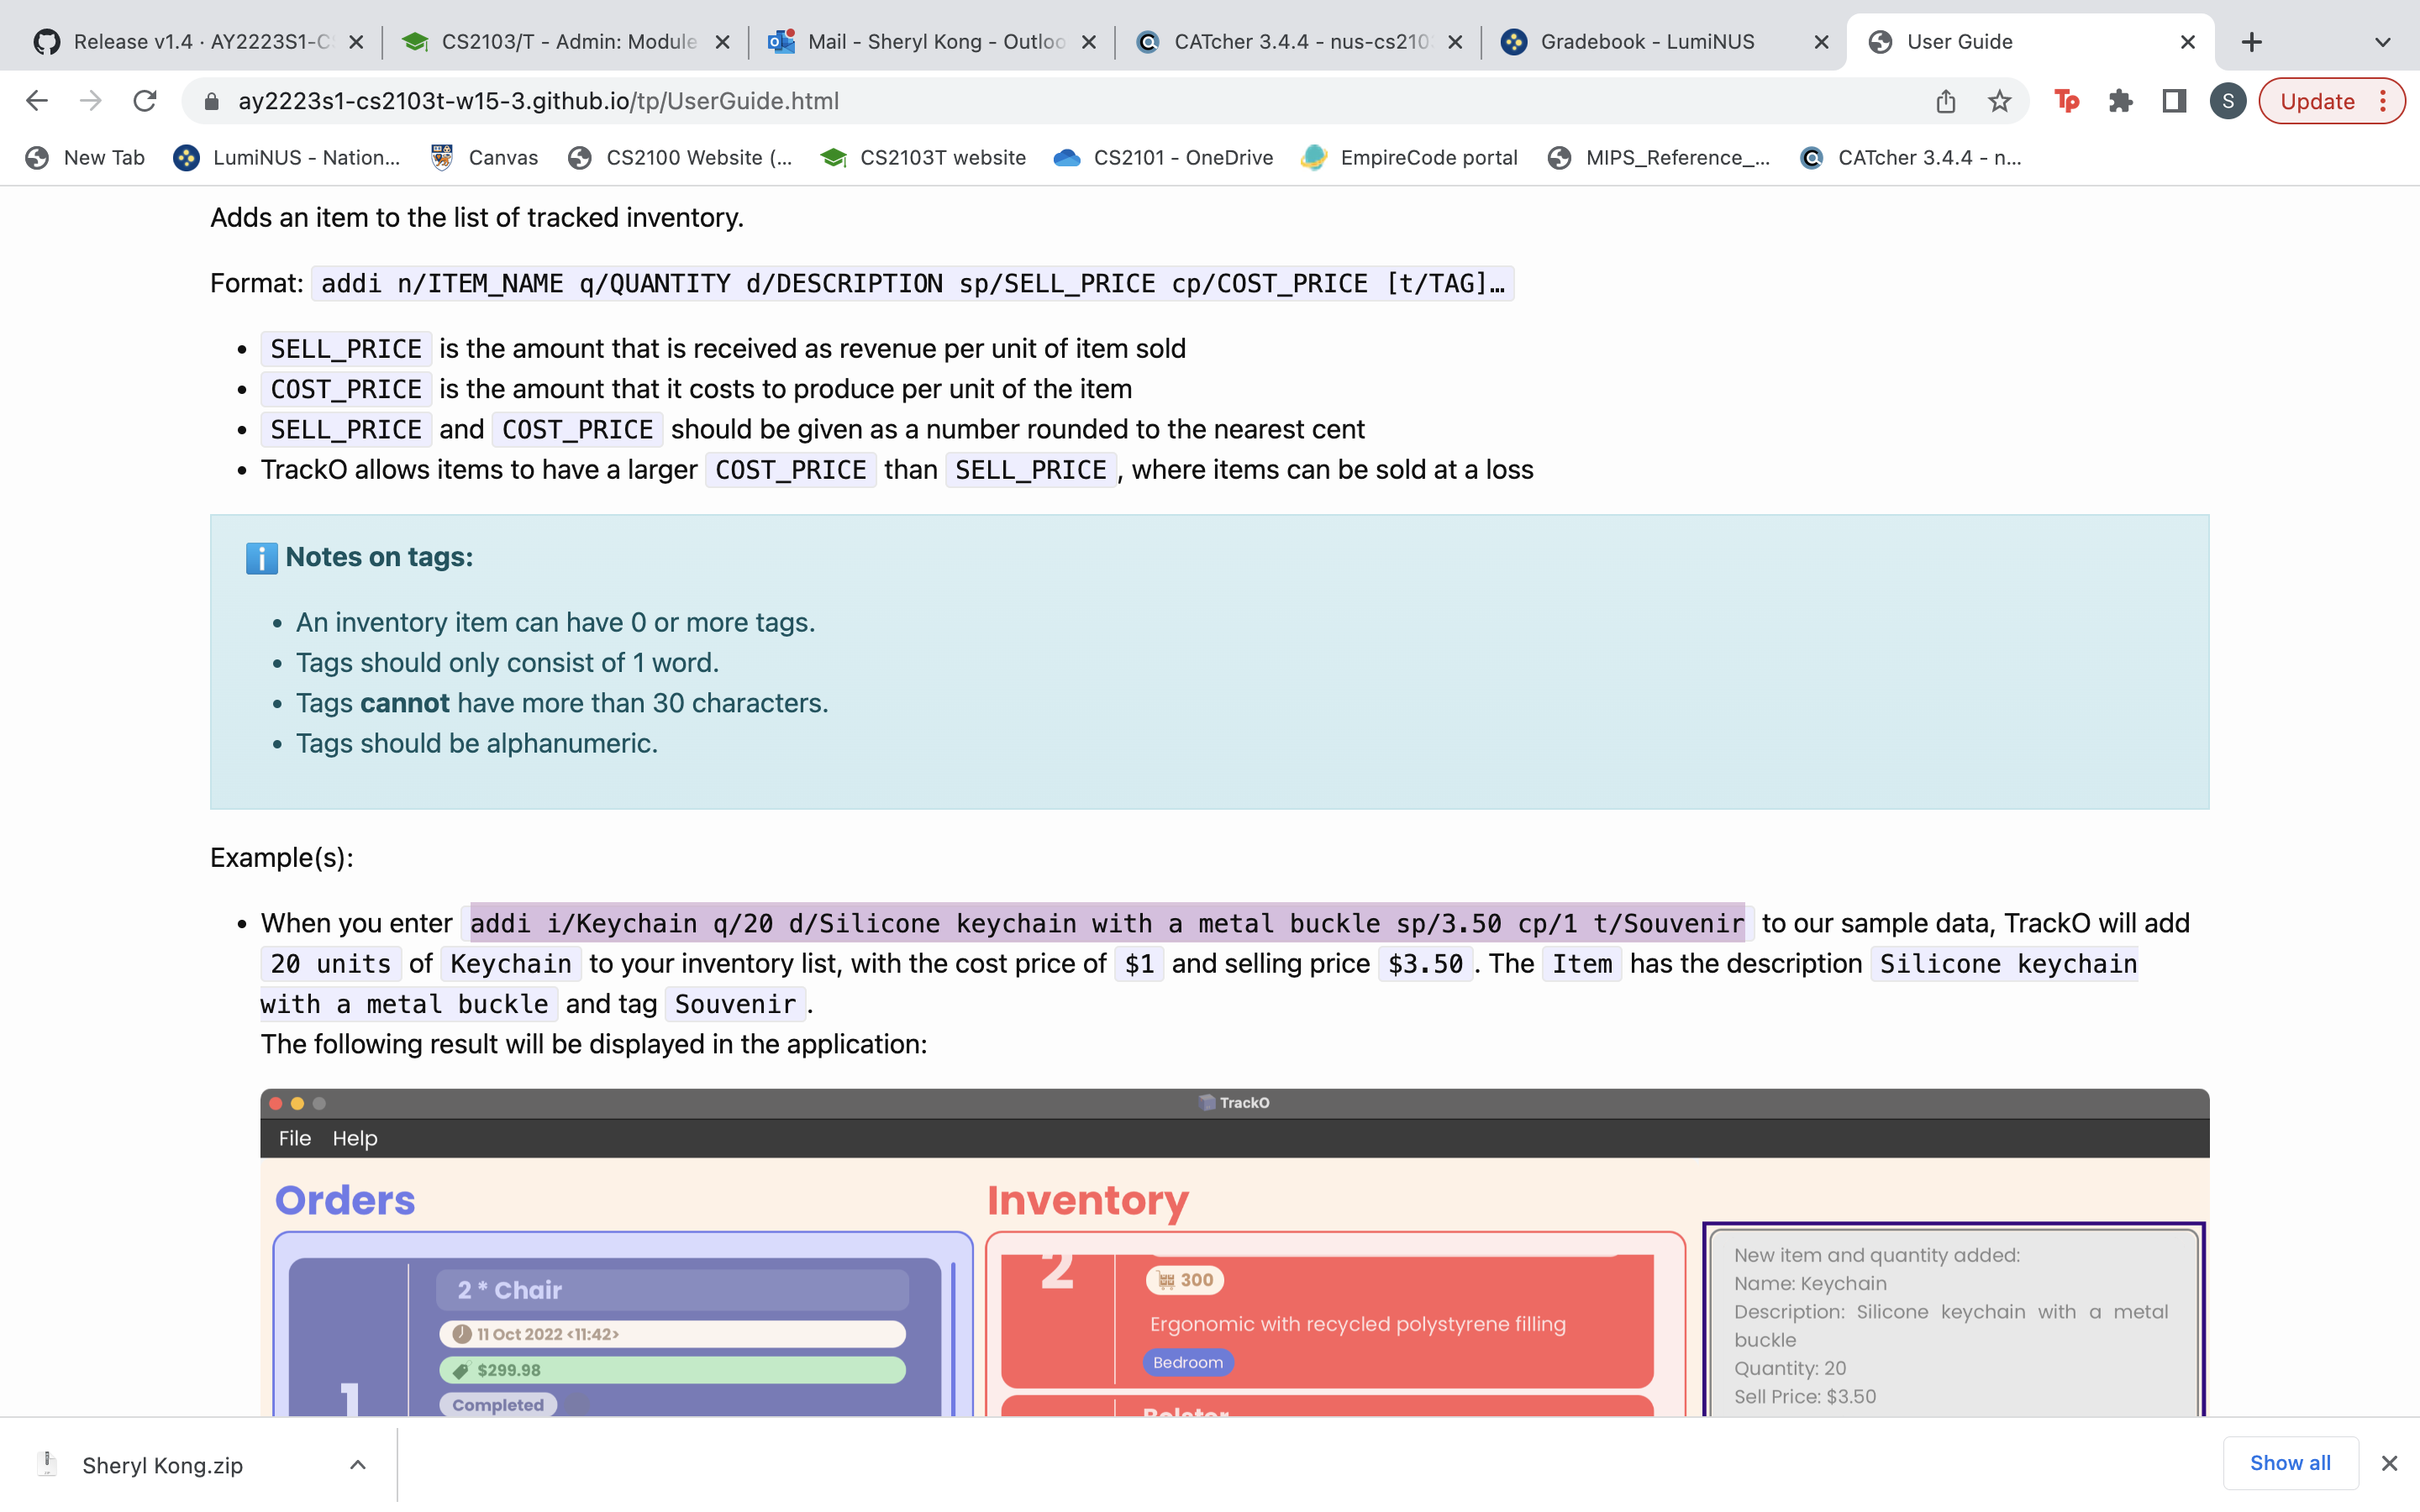 Release v1.4 · AY2223S1-C
CS2103/T - Admin: Module
Mail - Sheryl Kong - Outloo
CATcher 3.4.4 - nus-cs210
Gradebook - LumiNUS
User Guide
ay2223s1-cs2103t-w15-3.github.io/tp/UserGuide.html
Tp
S
Update
New Tab
LumiNUS - Nation...
Canvas
CS2100 Website (...
CS2103T website
CS2101 - OneDrive
EmpireCode portal
MIPS_Reference_...
CATcher 3.4.4 - n...
Adds an item to the list of tracked inventory.
Format: addi n/ITEM_NAME q/QUANTITY d/DESCRIPTION sp/SELL_PRICE cp/COST_PRICE [t/TAG]…
• SELL_PRICE is the amount that is received as revenue per unit of item sold
• COST_PRICE is the amount that it costs to produce per unit of the item
• SELL_PRICE and COST_PRICE should be given as a number rounded to the nearest cent
• TrackO allows items to have a larger COST_PRICE than SELL_PRICE, where items can be sold at a loss
Notes on tags:
• An inventory item can have 0 or more tags.
• Tags should only consist of 1 word.
• Tags cannot have more than 30 characters.
• Tags should be alphanumeric.
Example(s):
• When you enter addi i/Keychain q/20 d/Silicone keychain with a metal buckle sp/3.50 cp/1 t/Souvenir to our sample data, TrackO will add
20 units of Keychain to your inventory list, with the cost price of $1 and selling price $3.50. The Item has the description Silicone keychain
with a metal buckle and tag Souvenir.
The following result will be displayed in the application:
TrackO
File Help
Orders
2 * Chair
11 Oct 2022 <11:42>
$299.98
Completed
1
Inventory
2
300
Ergonomic with recycled polystyrene filling
Bedroom
Bolster
New item and quantity added:
Name: Keychain
Description: Silicone keychain with a metal
buckle
Quantity: 20
Sell Price: $3.50
Sheryl Kong.zip
Show all